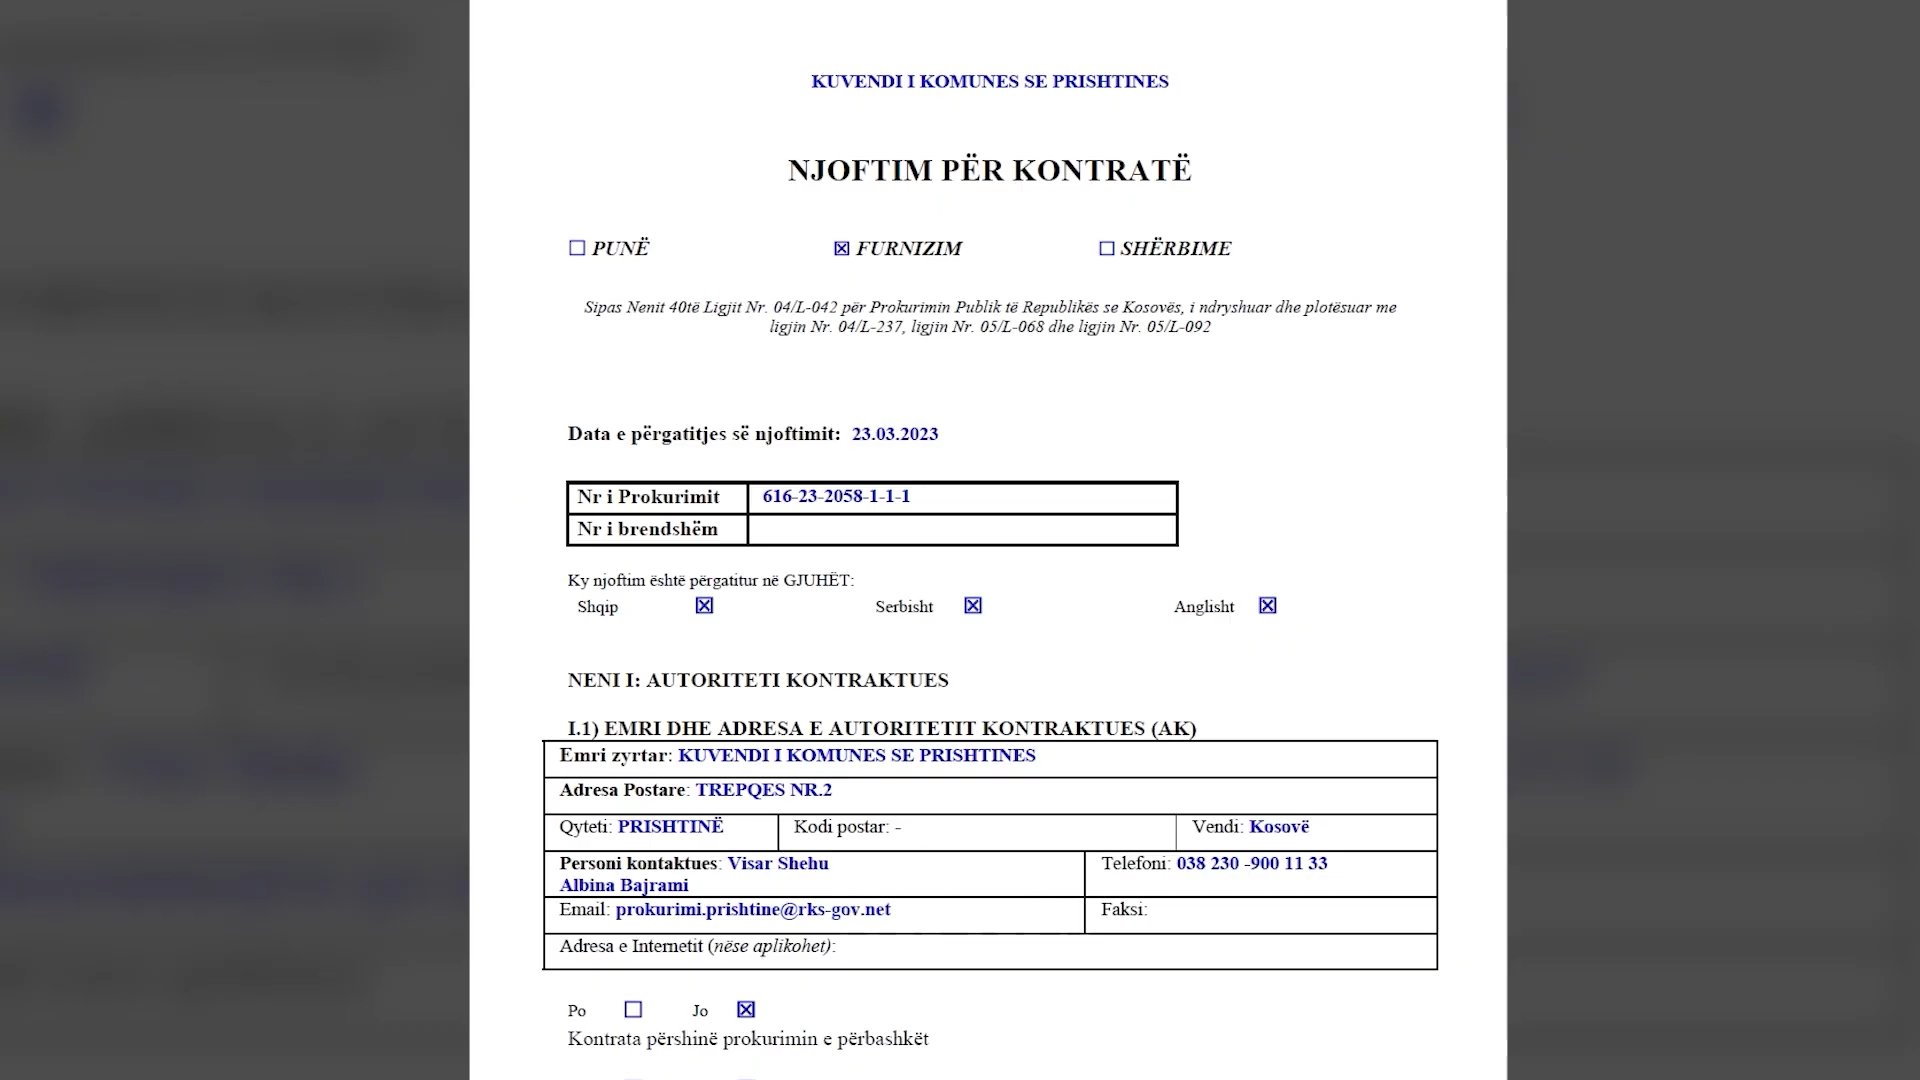 KUVENDI I KOMUNES SE PRISHTINES
NJOFTIM PËR KONTRATË
☐ PUNË ☒ FURNIZIM ☐ SHËRBIME
Sipas Nenit 40të Ligjit Nr. 04/L-042 për Prokurimin Publik të Republikës se Kosovës, i ndryshuar dhe plotësuar me
ligjin Nr. 04/L-237, ligjin Nr. 05/L-068 dhe ligjin Nr. 05/L-092
Data e përgatitjes së njoftimit: 23.03.2023
Nr i Prokurimit 616-23-2058-1-1-1
Nr i brendshëm
Ky njoftim është përgatitur në GJUHËT:
Shqip ☒ Serbisht ☒ Anglisht ☒
NENI I: AUTORITETI KONTRAKTUES
I.1) EMRI DHE ADRESA E AUTORITETIT KONTRAKTUES (AK)
Emri zyrtar: KUVENDI I KOMUNES SE PRISHTINES
Adresa Postare: TREPQES NR.2
Qyteti: PRISHTINË Kodi postar: - Vendi: Kosovë
Personi kontaktues: Visar Shehu Telefoni: 038 230 -900 11 33
Albina Bajrami
Email: prokurimi.prishtine@rks-gov.net Faksi:
Adresa e Internetit (nëse aplikohet):
Po ☐ Jo ☒
Kontrata përshinë prokurimin e përbashkët